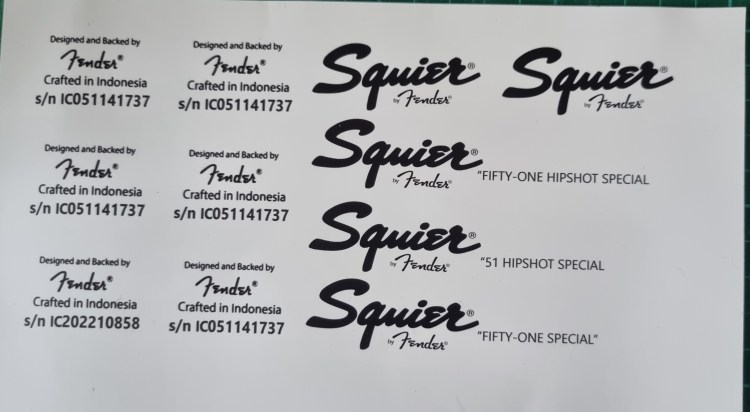 Designed and Backed by
Fender®
Crafted in Indonesia
s/n IC051141737
Designed and Backed by
Fender®
Crafted in Indonesia
s/n IC051141737
Squier®
by Fender®
Squier®
by Fender®
Designed and Backed by
Fender®
Crafted in Indonesia
s/n IC051141737
Designed and Backed by
Fender®
Crafted in Indonesia
s/n IC051141737
Squier®
by Fender® "FIFTY-ONE HIPSHOT SPECIAL
Squier®
by Fender® "51 HIPSHOT SPECIAL
Designed and Backed by
Fender®
Crafted in Indonesia
s/n IC202210858
Designed and Backed by
Fender®
Crafted in Indonesia
s/n IC051141737
Squier®
by Fender® "FIFTY-ONE SPECIAL"